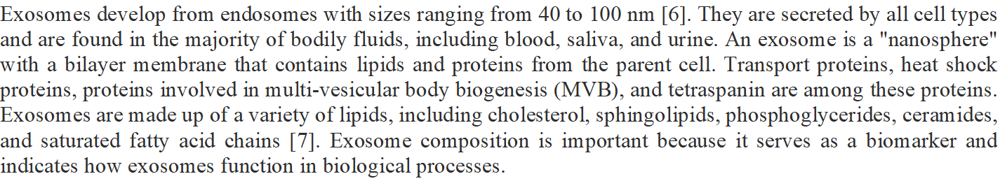 Exosomes develop from endosomes with sizes ranging from 40 to 100 nm [6]. They are secreted by all cell types
and are found in the majority of bodily fluids, including blood, saliva, and urine. An exosome is a "nanosphere"
with a bilayer membrane that contains lipids and proteins from the parent cell. Transport proteins, heat shock
proteins, proteins involved in multi-vesicular body biogenesis (MVB), and tetraspanin are among these proteins.
Exosomes are made up of a variety of lipids, including cholesterol, sphingolipids, phosphoglycerides, ceramides,
and saturated fatty acid chains [7]. Exosome composition is important because it serves as a biomarker and
indicates how exosomes function in biological processes.